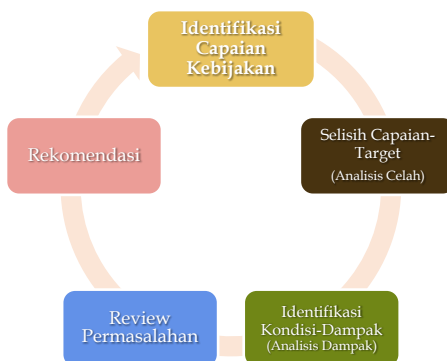 Identifikasi
Capaian
Kebijakan
Selisih Capaian-
Target
(Analisis Celah)
Identifikasi
Kondisi-Dampak
(Analisis Dampak)
Review
Permasalahan
Rekomendasi